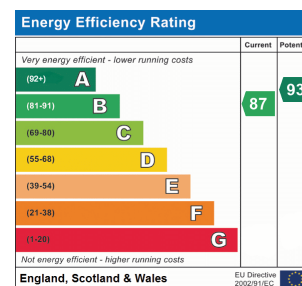 Energy Efficiency Rating
Current Potent
Very energy efficient - lower running costs
(92+) A 93
(81-91) B 87
(69-80) C
(55-68) D
(39-54) E
(21-38) F
(1-20) G
Not energy efficient - higher running costs
England, Scotland & Wales
EU Directive
2002/91/EC